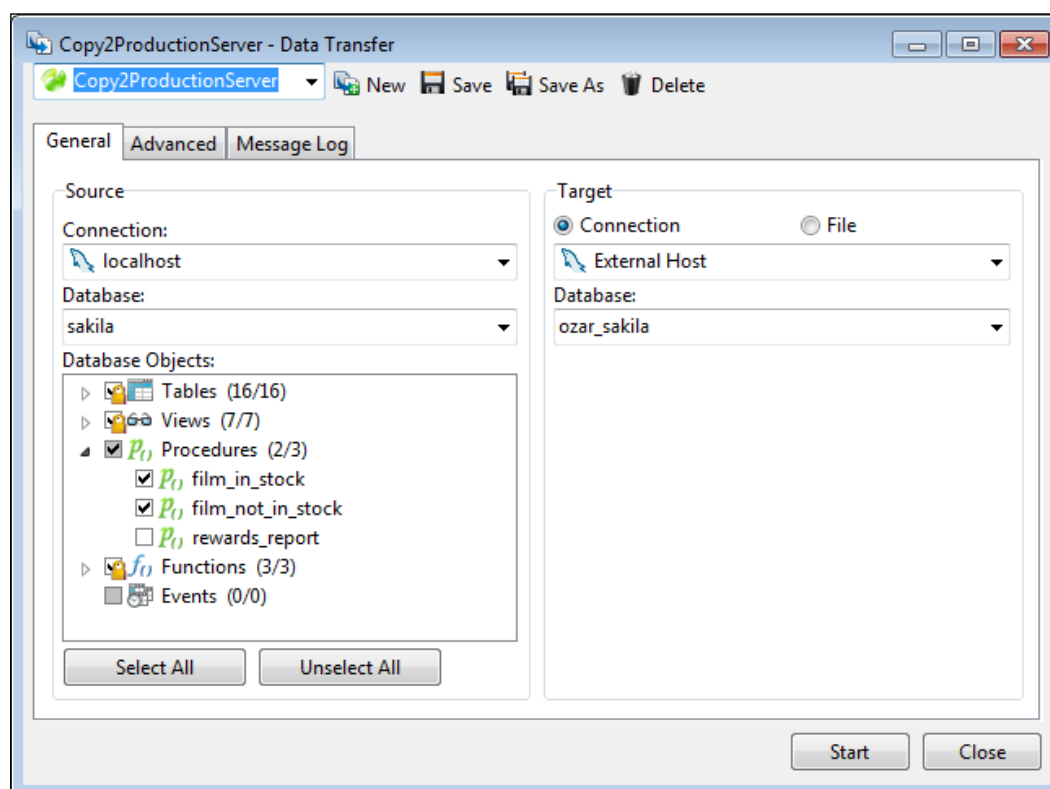 Copy2ProductionServer - Data Transfer
Copy2ProductionServer New Save Save As Delete
General Advanced Message Log
Source
Connection:
localhost
Database:
sakila
Database Objects:
Tables (16/16)
Views (7/7)
P() Procedures (2/3)
P() film_in_stock
P() film_not_in_stock
P() rewards_report
f() Functions (3/3)
Events (0/0)
Select All Unselect All
Target
Connection File
External Host
Database:
ozar_sakila
Start Close